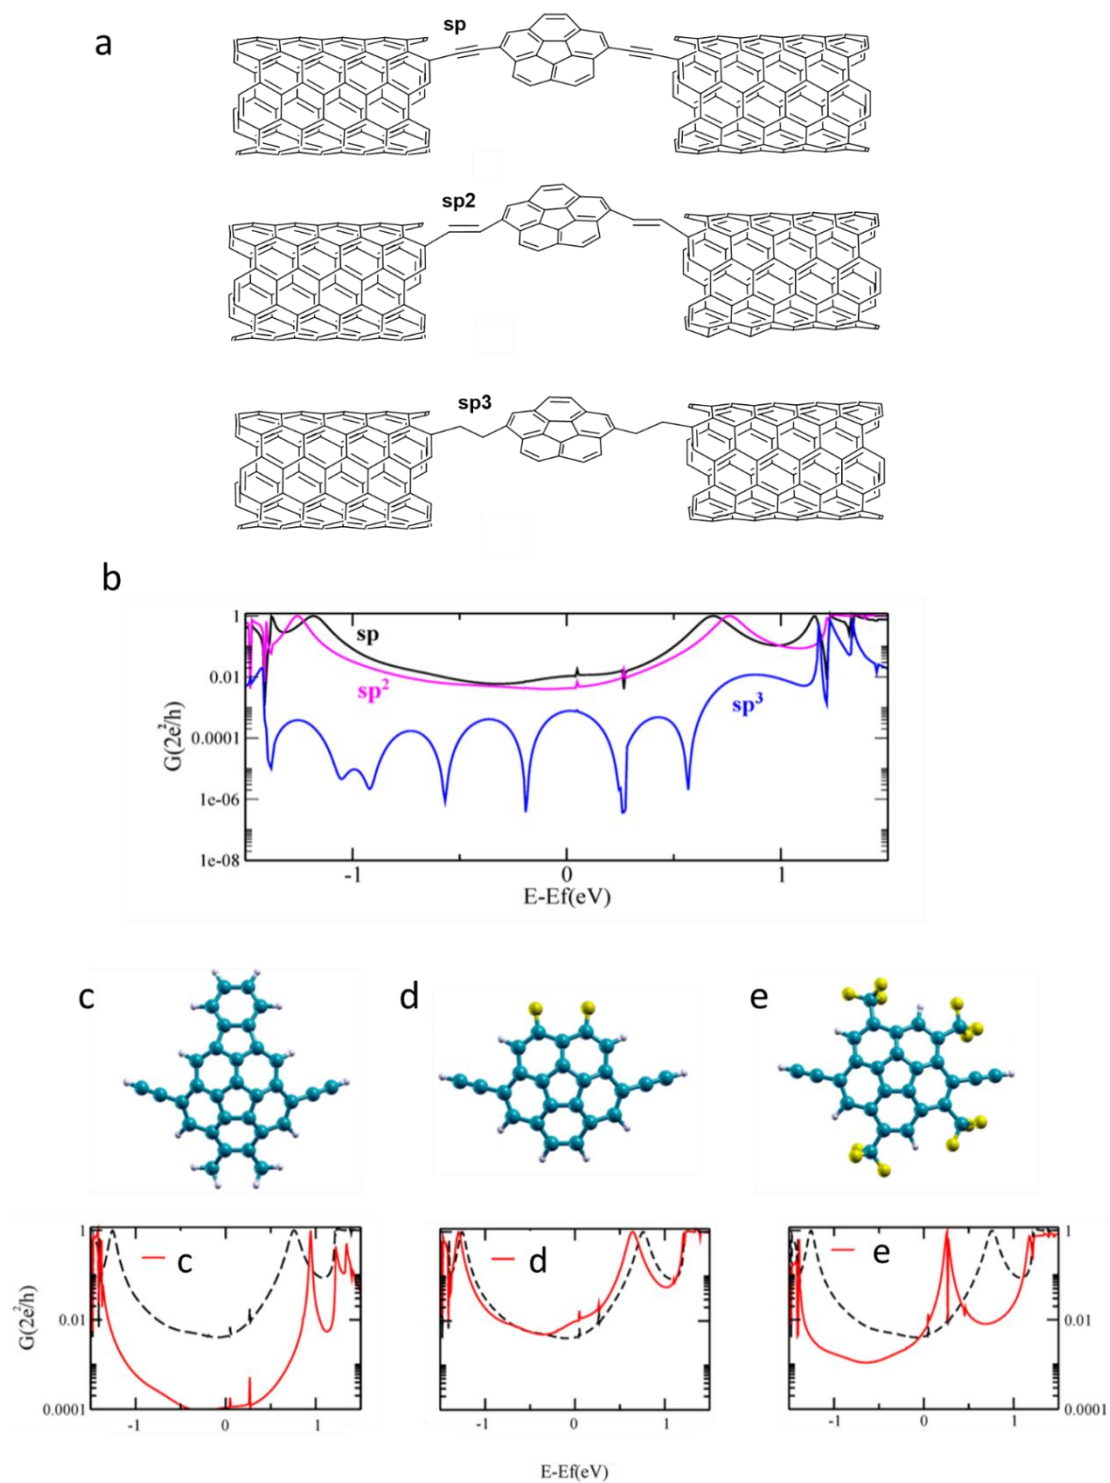 a
sp
sp2
sp3
b
1
0.01
0.0001
1e-06
1e-08
G(2e²/h)
sp
sp²
sp³
-1
0
1
E-Ef(eV)
c
d
e
1
0.01
0.0001
G(2e²/h)
c
d
e
1
0.01
0.0001
-1
0
1
-1
0
1
-1
0
1
E-Ef(eV)